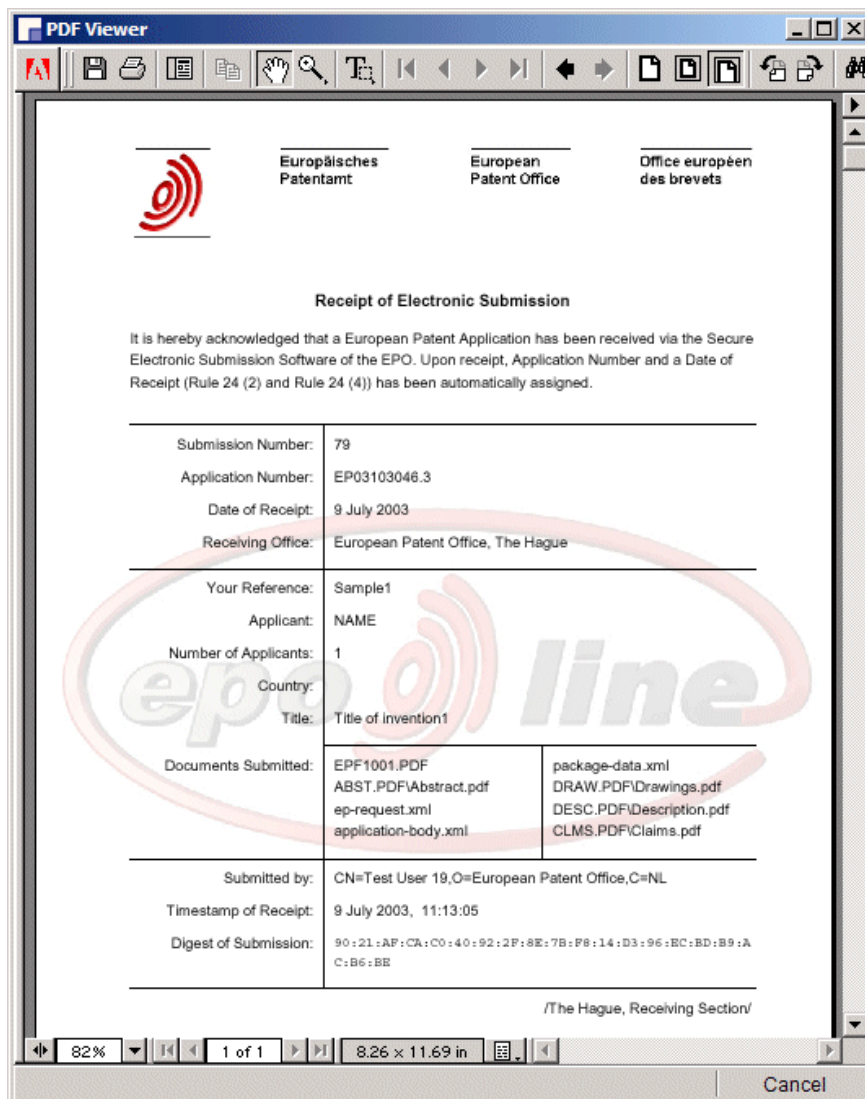 PDF Viewer
Europäisches
Patentamt
European
Patent Office
Office européen
des brevets
Receipt of Electronic Submission
It is hereby acknowledged that a European Patent Application has been received via the Secure
Electronic Submission Software of the EPO. Upon receipt, Application Number and a Date of
Receipt (Rule 24 (2) and Rule 24 (4)) has been automatically assigned.
Submission Number: 79
Application Number: EP03103046.3
Date of Receipt: 9 July 2003
Receiving Office: European Patent Office, The Hague
Your Reference: Sample1
Applicant: NAME
Number of Applicants: 1
Country:
Title: Title of invention1
epo line
Documents Submitted: EPF1001.PDF package-data.xml
ABST.PDF\Abstract.pdf DRAW.PDF\Drawings.pdf
ep-request.xml DESC.PDF\Description.pdf
application-body.xml CLMS.PDF\Claims.pdf
Submitted by: CN=Test User 19,O=European Patent Office,C=NL
Timestamp of Receipt: 9 July 2003, 11:13:05
Digest of Submission: 90:21:AF:CA:C0:40:92:2F:8E:7B:F8:14:D3:96:EC:BD:B9:A
C:B6:BE
/The Hague, Receiving Section/
82% 1 of 1 8.26 x 11.69 in
Cancel